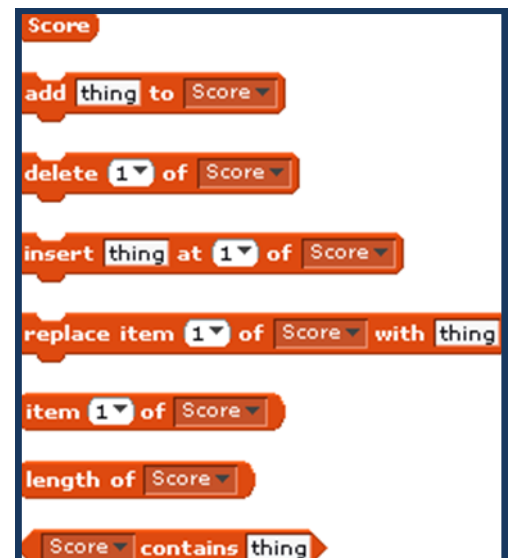 Score
add thing to Score
delete 1 of Score
insert thing at 1 of Score
replace item 1 of Score with thing
item 1 of Score
length of Score
Score contains thing